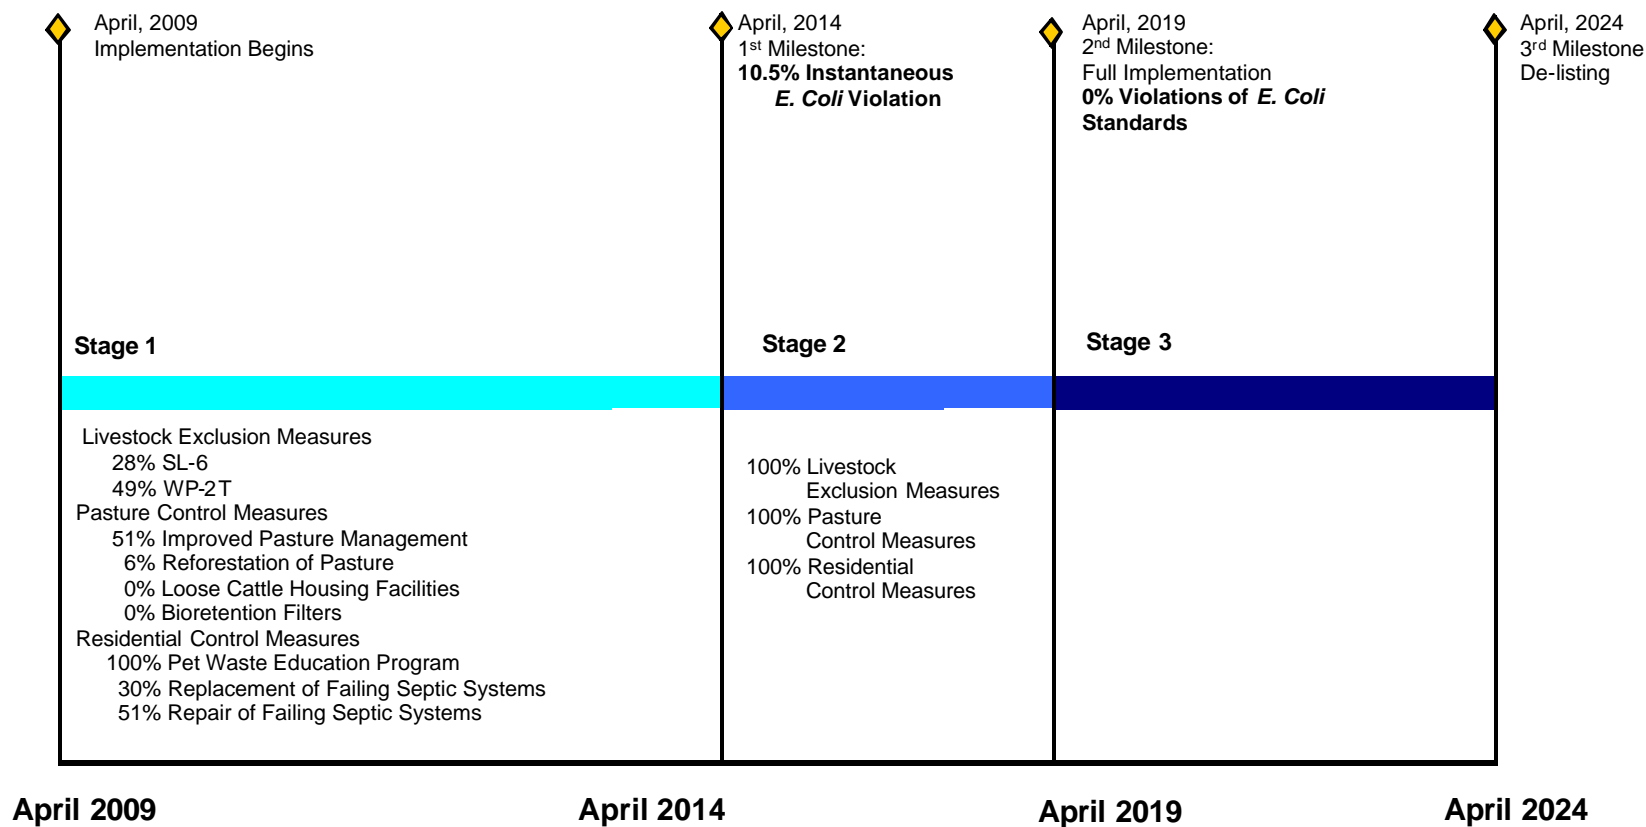 April, 2009
Implementation Begins
April, 2014
1st Milestone:
10.5% Instantaneous
E. Coli Violation
April, 2019
2nd Milestone:
Full Implementation
0% Violations of E. Coli
Standards
April, 2024
3rd Milestone
De-listing
Stage 1
Stage 2
Stage 3
Livestock Exclusion Measures
28% SL-6
49% WP-2T
Pasture Control Measures
51% Improved Pasture Management
6% Reforestation of Pasture
0% Loose Cattle Housing Facilities
0% Bioretention Filters
Residential Control Measures
100% Pet Waste Education Program
30% Replacement of Failing Septic Systems
51% Repair of Failing Septic Systems
100% Livestock
Exclusion Measures
100% Pasture
Control Measures
100% Residential
Control Measures
April 2009
April 2014
April 2019
April 2024